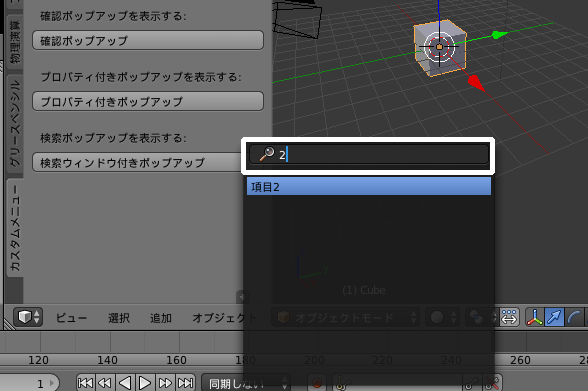 確認ポップアップを表示する:
確認ポップアップ
プロパティ付きポップアップを表示する:
プロパティ付きポップアップ
検索ポップアップを表示する:
検索ウィンドウ付きポップアップ
物理演算
グリースペンシル
カスタムメニュー
2
項目2
(1) Cube
ビュー 選択 追加 オブジェクト オブジェクトモード
120 140 160 180 200 220 240 260 28
1 同期しない